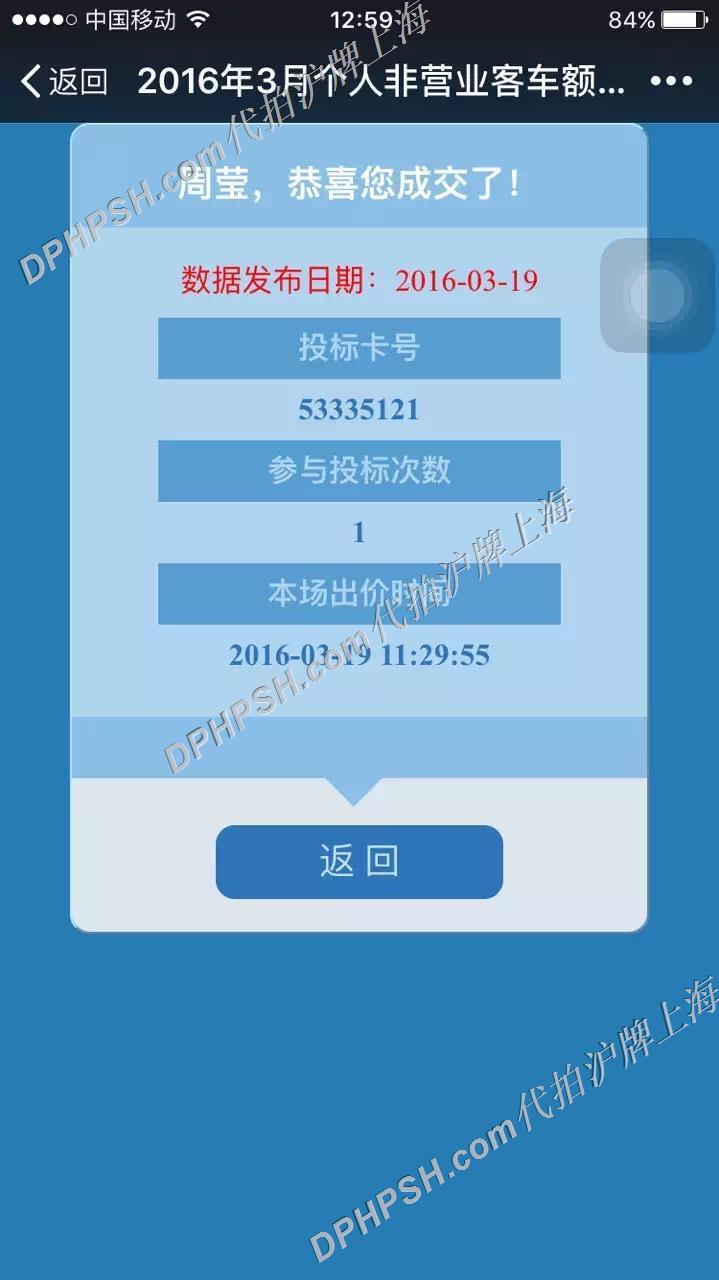 中国移动 12:59 84%
返回 2016年3月个人非营业客车额...
周莹，恭喜您成交了！
DPHPSH.com代拍沪牌上海
数据发布日期：2016-03-19
投标卡号
53335121
参与投标次数
1
本场出价时间
2016-03-19 11:29:55
DPHPSH.com代拍沪牌上海
返 回
DPHPSH.com代拍沪牌上海